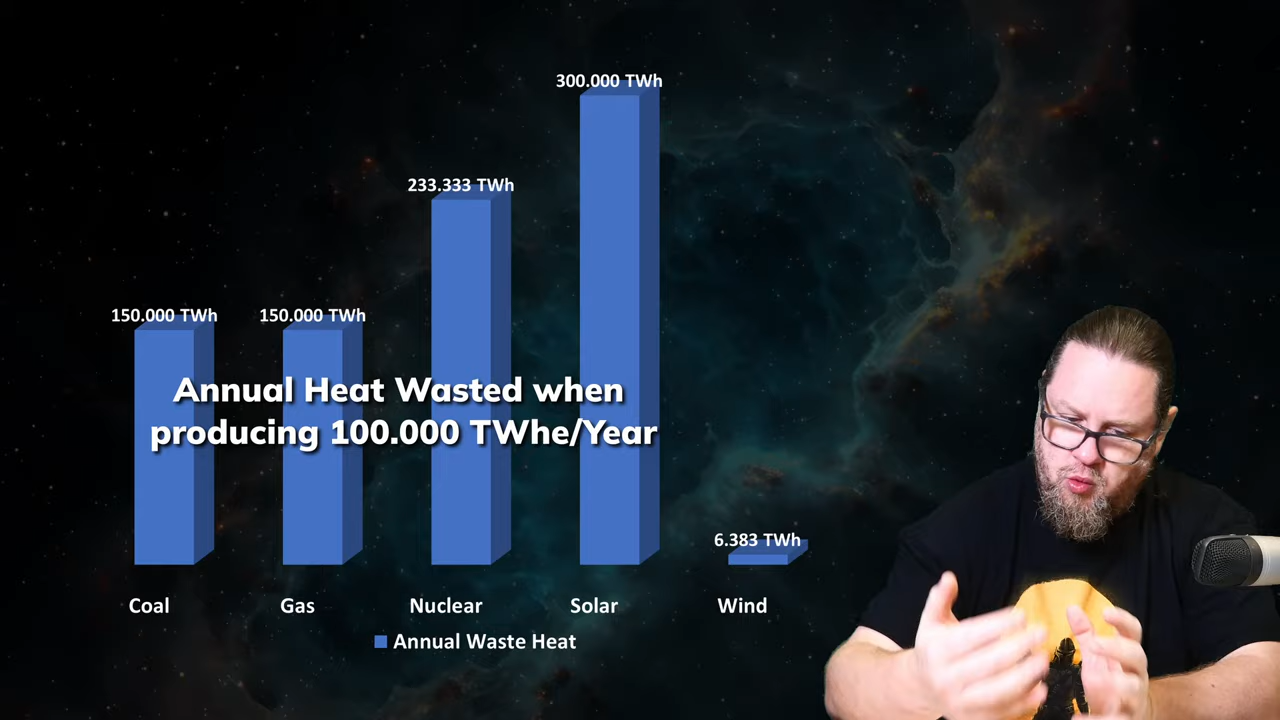 300.000 TWh
233.333 TWh
150.000 TWh
150.000 TWh
Annual Heat Wasted when
producing 100.000 TWhe/Year
6.383 TWh
Coal
Gas
Nuclear
Solar
Wind
Annual Waste Heat